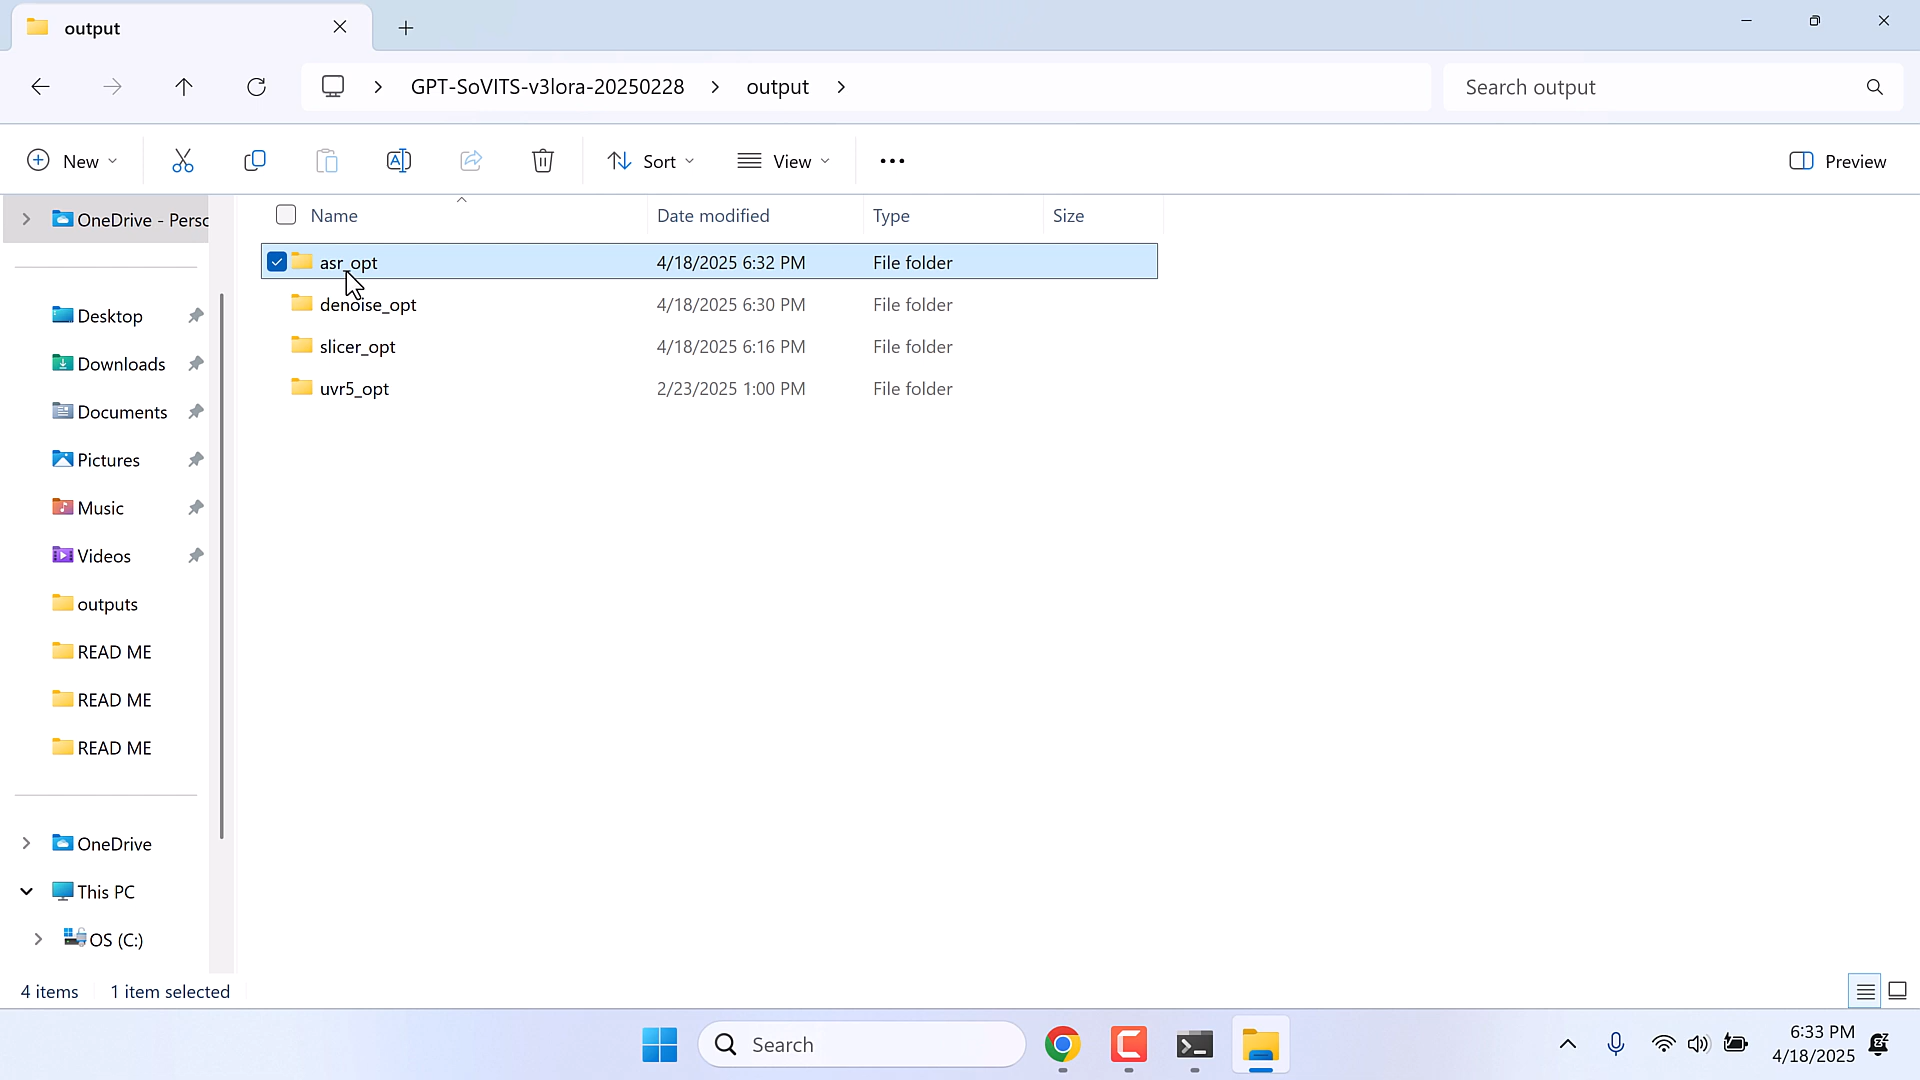 output
GPT-SoVITS-v3lora-20250228
output
Search output
New
Sort
View
Preview
OneDrive - Perso
Name
Date modified
Type
Size
asr_opt
4/18/2025 6:32 PM
File folder
denoise_opt
4/18/2025 6:30 PM
File folder
slicer_opt
4/18/2025 6:16 PM
File folder
uvr5_opt
2/23/2025 1:00 PM
File folder
Desktop
Downloads
Documents
Pictures
Music
Videos
outputs
READ ME
READ ME
READ ME
OneDrive
This PC
OS (C:)
4 items
1 item selected
Search
6:33 PM
4/18/2025